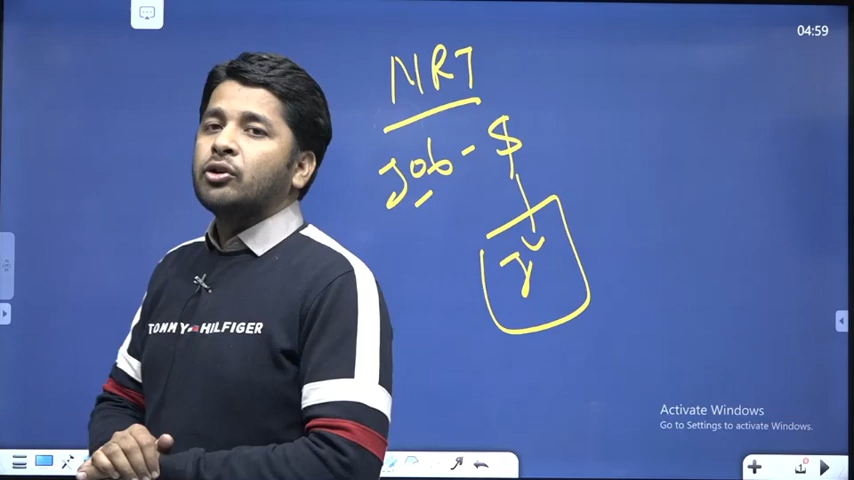 04:59
NRI
Job - $
TOMMY HILFIGER
Activate Windows
Go to Settings to activate Windows.